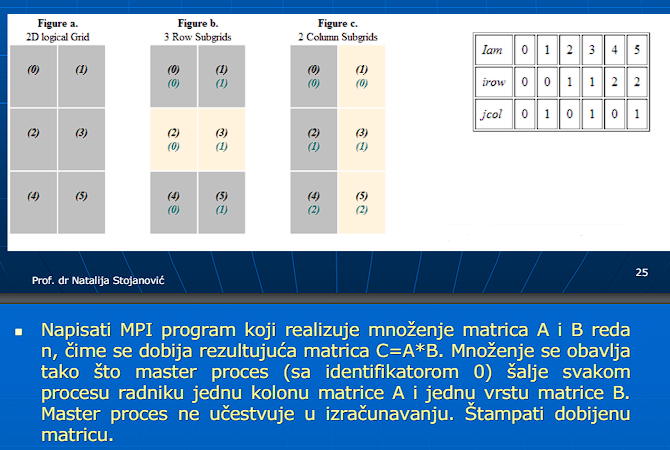 Figure a.
2D logical Grid
(0) (1)
(2) (3)
(4) (5)
Figure b.
3 Row Subgrids
(0) (1)
(0) (1)
(2) (3)
(0) (1)
(4) (5)
(0) (1)
Figure c.
2 Column Subgrids
(0) (1)
(0) (0)
(2) (3)
(1) (1)
(4) (5)
(2) (2)
Iam 0 1 2 3 4 5
irow 0 0 1 1 2 2
jcol 0 1 0 1 0 1
Prof. dr Natalija Stojanović
25
Napisati MPI program koji realizuje množenje matrica A i B reda
n, čime se dobija rezultujuća matrica C=A*B. Množenje se obavlja
tako što master proces (sa identifikatorom 0) šalje svakom
procesu radniku jednu kolonu matrice A i jednu vrstu matrice B.
Master proces ne učestvuje u izračunavanju. Štampati dobijenu
matricu.